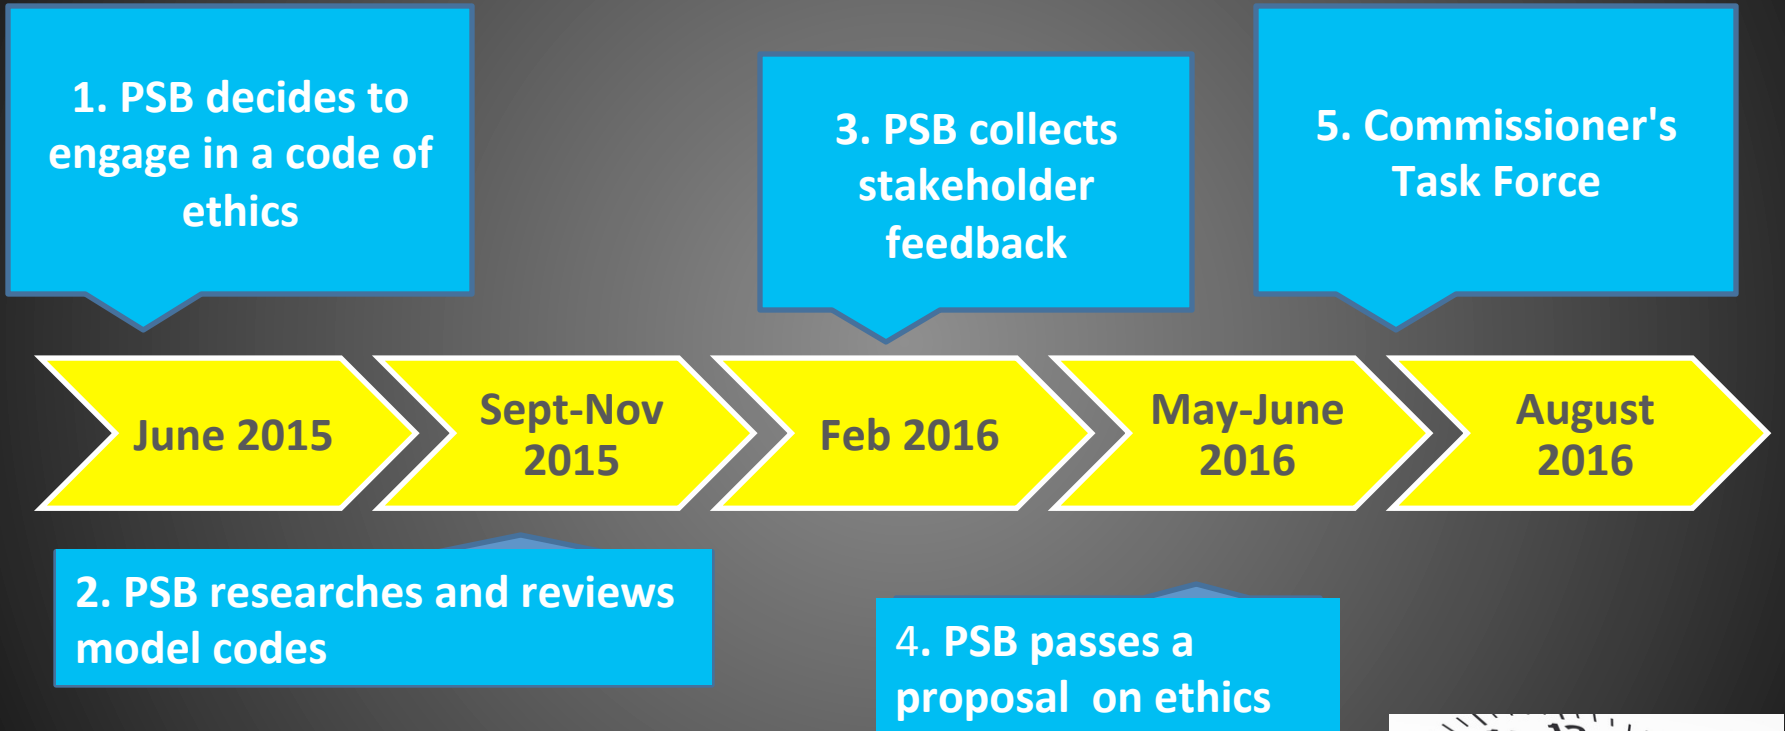 1. PSB decides to
engage in a code of
ethics
3. PSB collects
stakeholder
feedback
5. Commissioner's
Task Force
June 2015
Sept-Nov
2015
Feb 2016
May-June
2016
August
2016
2. PSB researches and reviews
model codes
4. PSB passes a
proposal  on ethics